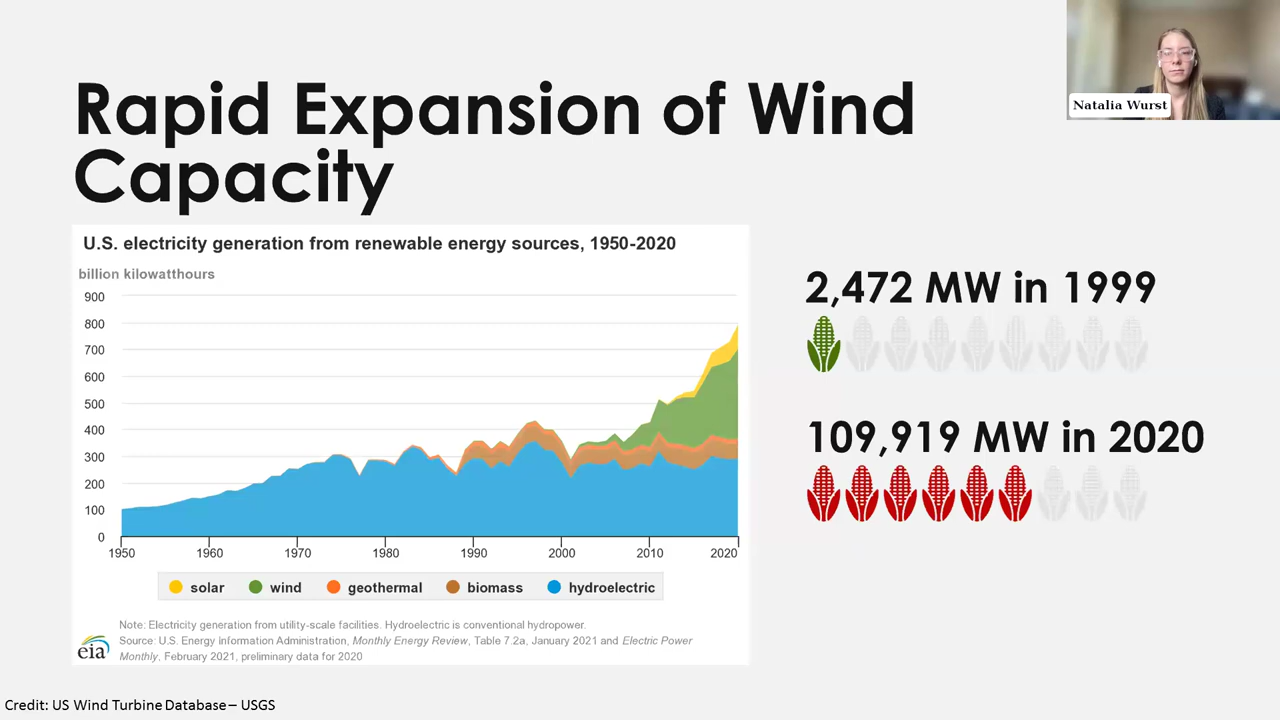 Natalia Wurst
Rapid Expansion of Wind
Capacity
U.S. electricity generation from renewable energy sources, 1950-2020
billion kilowatthours
900
800
700
600
500
400
300
200
100
0
1950 1960 1970 1980 1990 2000 2010 2020
solar wind geothermal biomass hydroelectric
Note: Electricity generation from utility-scale facilities. Hydroelectric is conventional hydropower.
Source: U.S. Energy Information Administration, Monthly Energy Review, Table 7.2a, January 2021 and Electric Power
Monthly, February 2021, preliminary data for 2020
eia
2,472 MW in 1999
109,919 MW in 2020
Credit: US Wind Turbine Database – USGS